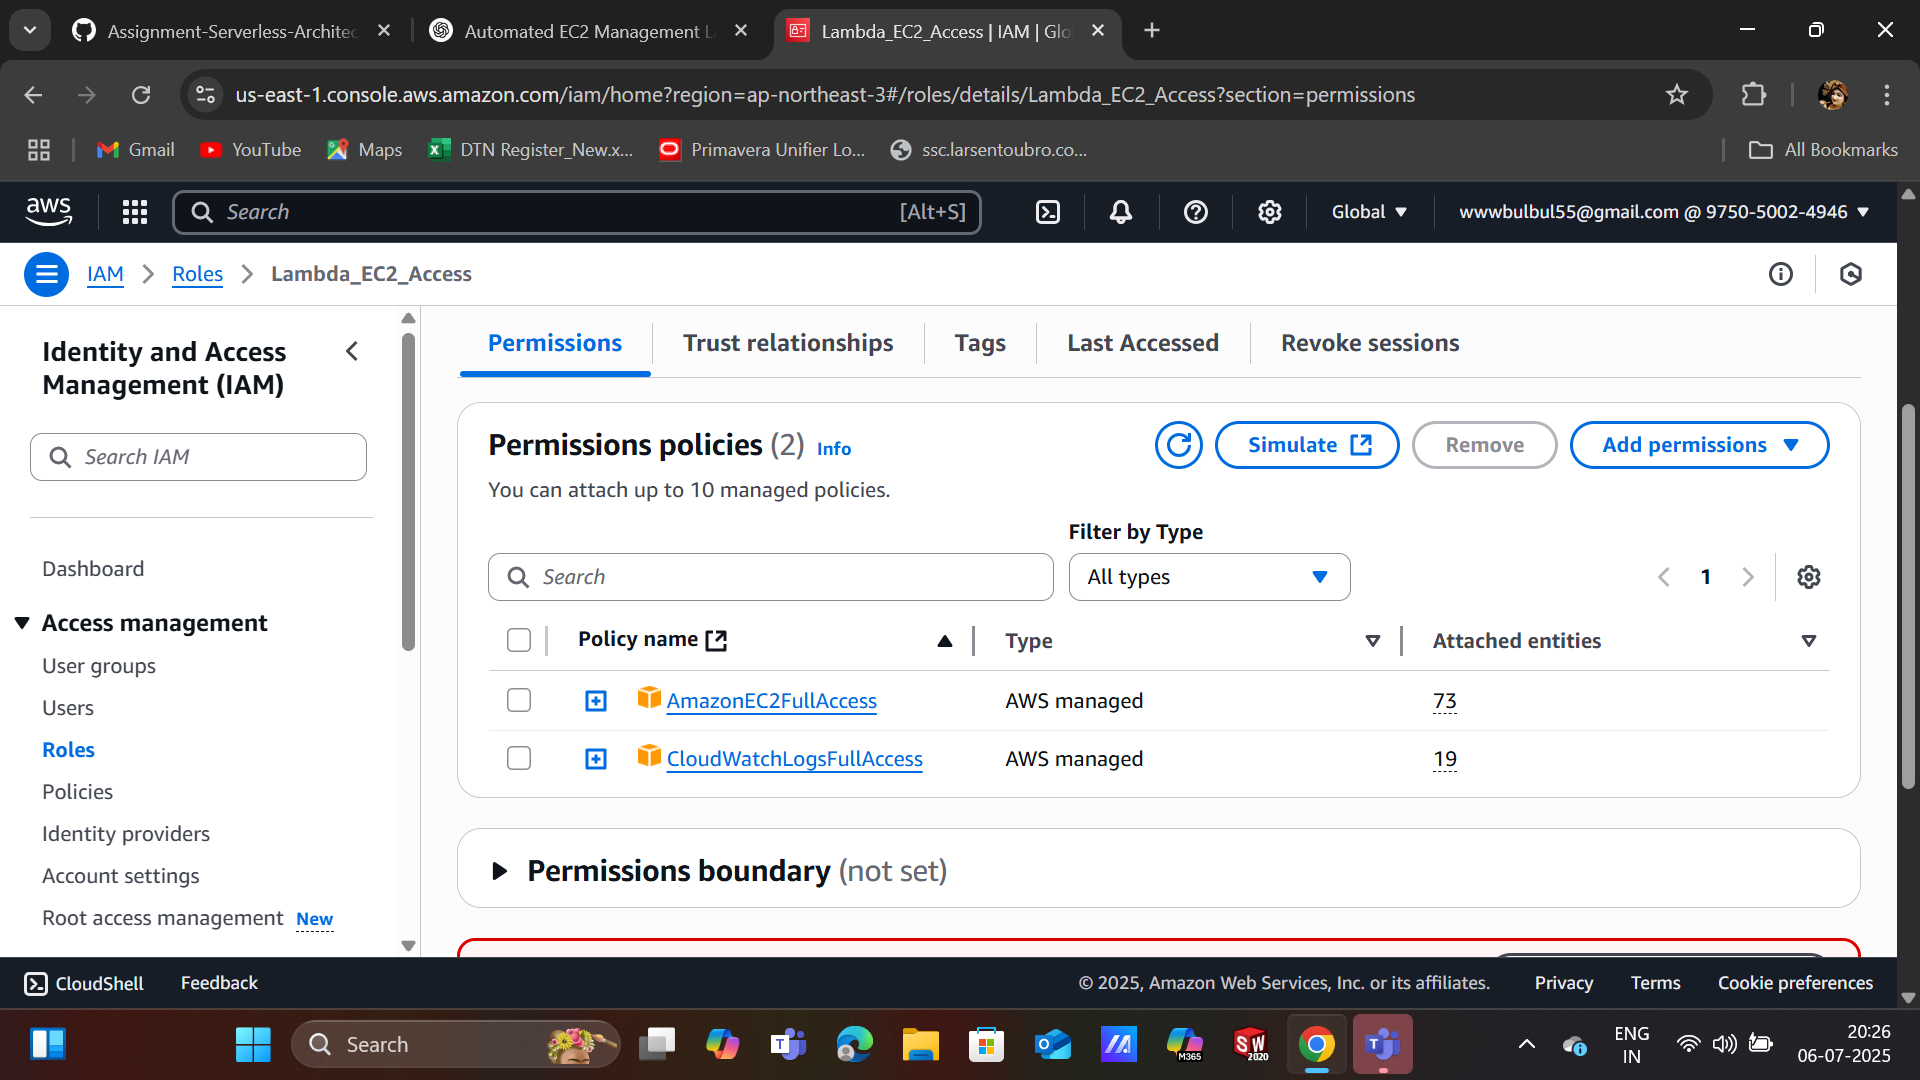 Assignment-Serverless-Architec
Automated EC2 Management L
Lambda_EC2_Access | IAM | Glo
us-east-1.console.aws.amazon.com/iam/home?region=ap-northeast-3#/roles/details/Lambda_EC2_Access?section=permissions
Gmail
YouTube
Maps
DTN Register_New.x...
Primavera Unifier Lo...
ssc.larsentoubro.co...
All Bookmarks
aws
Search
[Alt+S]
Global
wwwbulbul55@gmail.com @ 9750-5002-4946
IAM
Roles
Lambda_EC2_Access
Identity and Access
Management (IAM)
Search IAM
Dashboard
Access management
User groups
Users
Roles
Policies
Identity providers
Account settings
Root access management New
Permissions
Trust relationships
Tags
Last Accessed
Revoke sessions
Permissions policies (2) Info
You can attach up to 10 managed policies.
Simulate
Remove
Add permissions
Filter by Type
Search
All types
1
Policy name
Type
Attached entities
AmazonEC2FullAccess
AWS managed
73
CloudWatchLogsFullAccess
AWS managed
19
Permissions boundary (not set)
CloudShell
Feedback
© 2025, Amazon Web Services, Inc. or its affiliates.
Privacy
Terms
Cookie preferences
Search
M365
SW
2020
ENG
IN
20:26
06-07-2025